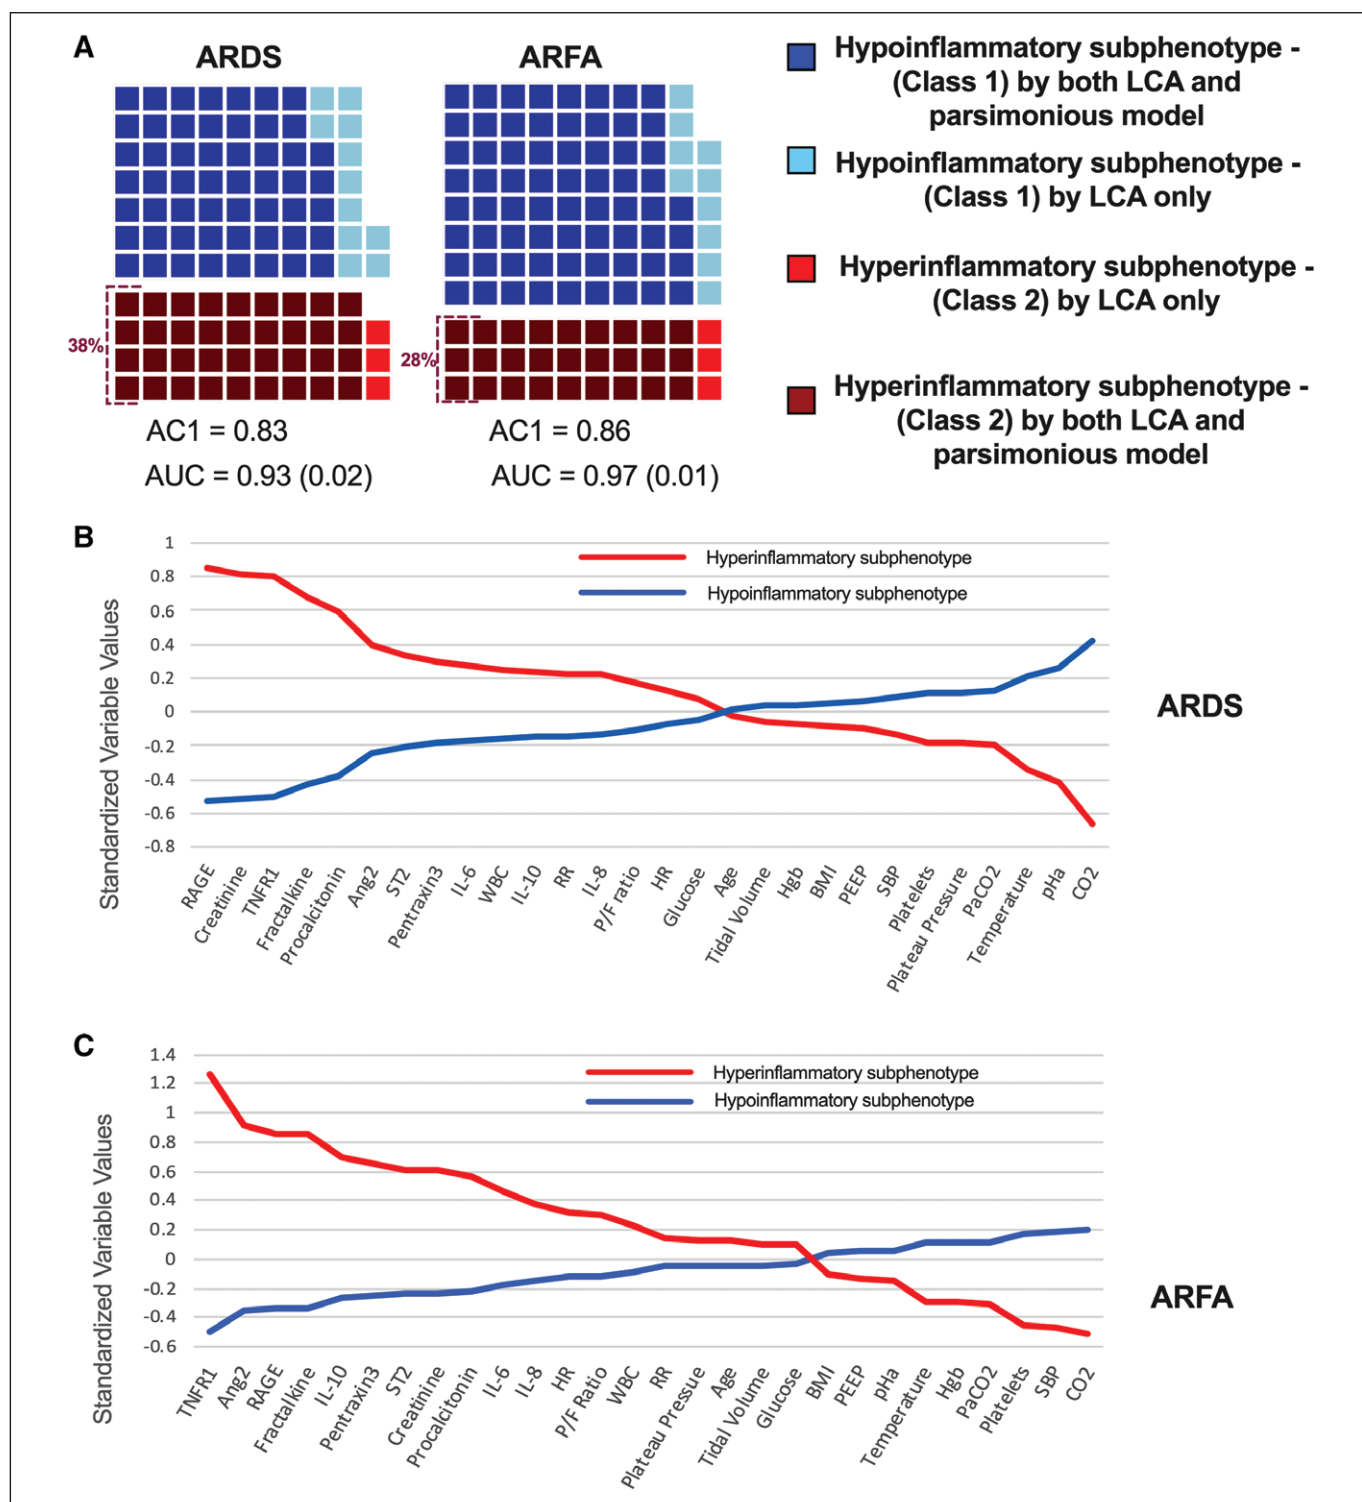 A
ARDS
ARFA
Hypoinflammatory subphenotype -
(Class 1) by both LCA and
parsimonious model
Hypoinflammatory subphenotype -
(Class 1) by LCA only
Hyperinflammatory subphenotype -
(Class 2) by LCA only
Hyperinflammatory subphenotype -
(Class 2) by both LCA and
parsimonious model
38%
28%
AC1 = 0.83
AC1 = 0.86
AUC = 0.93 (0.02)
AUC = 0.97 (0.01)
B
Standardized Variable Values
1
0.8
0.6
0.4
0.2
0
-0.2
-0.4
-0.6
-0.8
Hyperinflammatory subphenotype
Hypoinflammatory subphenotype
ARDS
RAGE
Creatinine
TNFR1
Fractalkine
Procalcitonin
Ang2
ST2
Pentraxin3
IL-6
WBC
IL-10
RR
IL-8
P/F ratio
HR
Glucose
Age
Tidal Volume
Hgb
BMI
PEEP
SBP
Platelets
Plateau Pressure
PaCO2
Temperature
pHa
CO2
C
Standardized Variable Values
1.4
1.2
1
0.8
0.6
0.4
0.2
0
-0.2
-0.4
-0.6
Hyperinflammatory subphenotype
Hypoinflammatory subphenotype
ARFA
TNFR1
Ang2
RAGE
Fractalkine
IL-10
Pentraxin3
ST2
Creatinine
Procalcitonin
IL-6
IL-8
HR
P/F Ratio
WBC
RR
Plateau Pressue
Age
Tidal Volume
Glucose
BMI
PEEP
pHa
Temperature
Hgb
PaCO2
Platelets
SBP
CO2